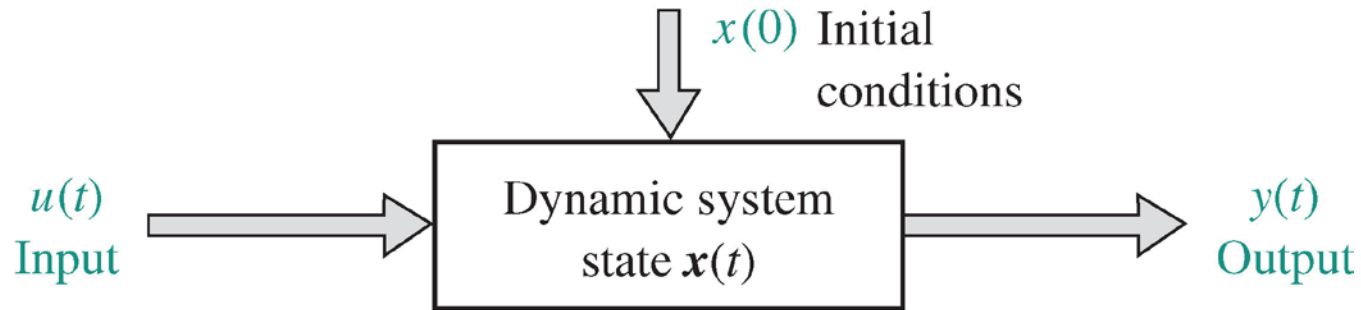 x(0) Initial
conditions
u(t)
Input
Dynamic system
state x(t)
y(t)
Output